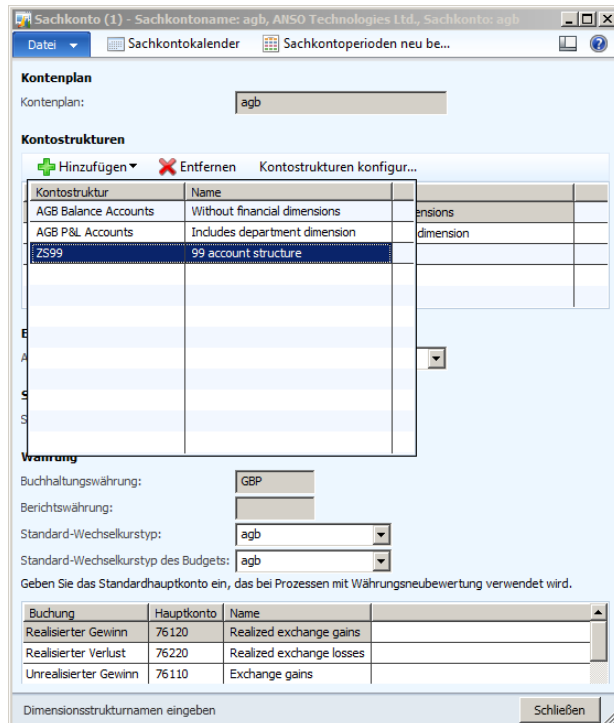 Sachkonto (1) - Sachkontoname: agb, ANSO Technologies Ltd., Sachkonto: agb
Datei Sachkontokalender Sachkontoperioden neu be...
Kontenplan
Kontenplan: agb
Kontostrukturen
Hinzufügen Entfernen Kontostrukturen konfigur...
Kontostruktur Name
AGB Balance Accounts Without financial dimensions ensions
AGB P&L Accounts Includes department dimension dimension
ZS99 99 account structure
Währung
Buchhaltungswährung: GBP
Berichtswährung:
Standard-Wechselkurstyp: agb
Standard-Wechselkurstyp des Budgets: agb
Geben Sie das Standardhauptkonto ein, das bei Prozessen mit Währungsneubewertung verwendet wird.
Buchung Hauptkonto Name
Realisierter Gewinn 76120 Realized exchange gains
Realisierter Verlust 76220 Realized exchange losses
Unrealisierter Gewinn 76110 Exchange gains
Dimensionsstrukturnamen eingeben Schließen